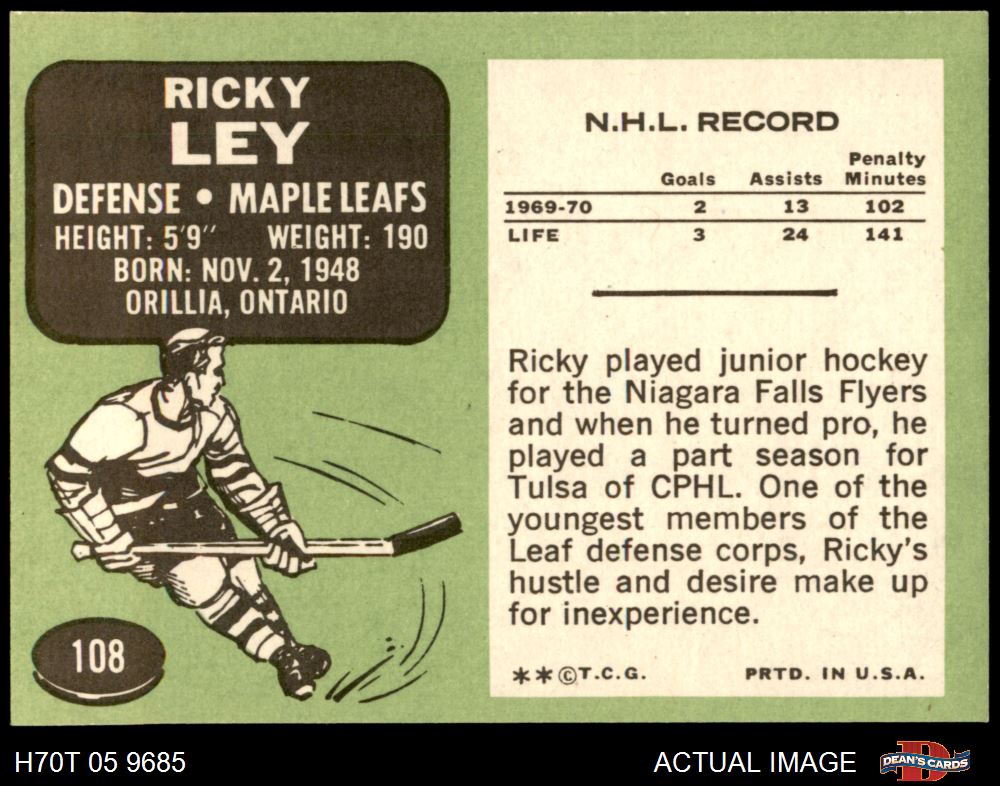 RICKY
LEY
DEFENSE • MAPLE LEAFS
HEIGHT: 5'9" WEIGHT: 190
BORN: NOV. 2, 1948
ORILLIA, ONTARIO
108
N.H.L. RECORD
Goals Assists Penalty Minutes
1969-70 2 13 102
LIFE 3 24 141
Ricky played junior hockey
for the Niagara Falls Flyers
and when he turned pro, he
played a part season for
Tulsa of CPHL. One of the
youngest members of the
Leaf defense corps, Ricky's
hustle and desire make up
for inexperience.
**©T.C.G. PRTD. IN U.S.A.
H70T 05 9685 ACTUAL IMAGE D DEAN'S CARDS